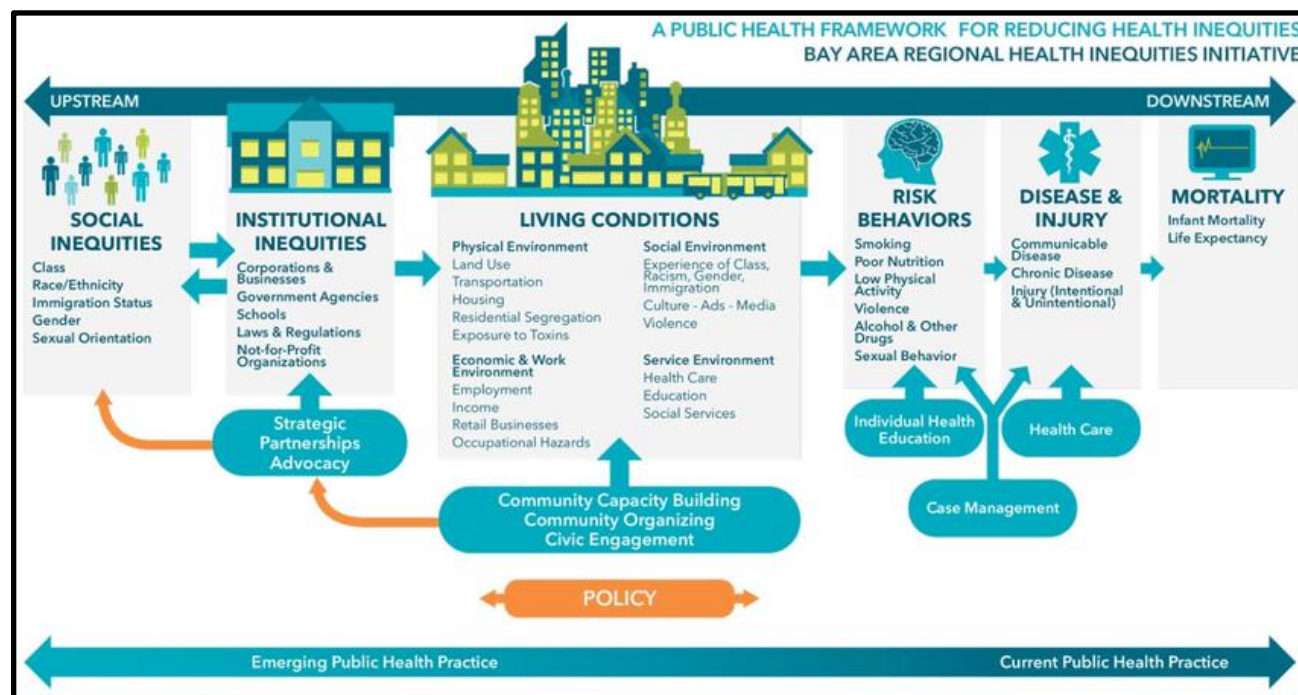 A PUBLIC HEALTH FRAMEWORK FOR REDUCING HEALTH INEQUITIES
BAY AREA REGIONAL HEALTH INEQUITIES INITIATIVE
UPSTREAM
DOWNSTREAM
SOCIAL
INEQUITIES
Class
Race/Ethnicity
Immigration Status
Gender
Sexual Orientation
INSTITUTIONAL
INEQUITIES
Corporations &
Businesses
Government Agencies
Schools
Laws & Regulations
Not-for-Profit
Organizations
LIVING CONDITIONS
Physical Environment
Land Use
Transportation
Housing
Residential Segregation
Exposure to Toxins
Economic & Work
Environment
Employment
Income
Retail Businesses
Occupational Hazards
Social Environment
Experience of Class,
Racism, Gender,
Immigration
Culture - Ads - Media
Violence
Service Environment
Health Care
Education
Social Services
RISK
BEHAVIORS
Smoking
Poor Nutrition
Low Physical
Activity
Violence
Alcohol & Other
Drugs
Sexual Behavior
DISEASE &
INJURY
Communicable
Disease
Chronic Disease
Injury (Intentional
& Unintentional)
MORTALITY
Infant Mortality
Life Expectancy
Strategic
Partnerships
Advocacy
Community Capacity Building
Community Organizing
Civic Engagement
Individual Health
Education
Health Care
Case Management
POLICY
Emerging Public Health Practice
Current Public Health Practice